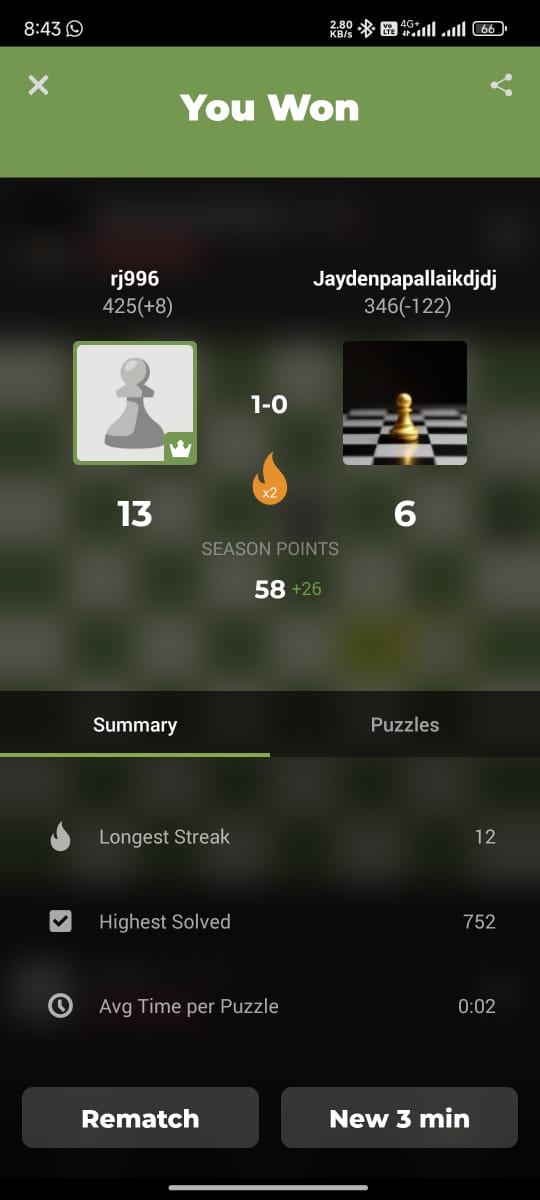 8:43
2.80 KB/s
Vo LTE
4G+
66
You Won
rj996
Jaydenpapallaikdjdj
425(+8)
346(-122)
1-0
x2
13
6
SEASON POINTS
58 +26
Summary
Puzzles
Longest Streak
12
Highest Solved
752
Avg Time per Puzzle
0:02
Rematch
New 3 min